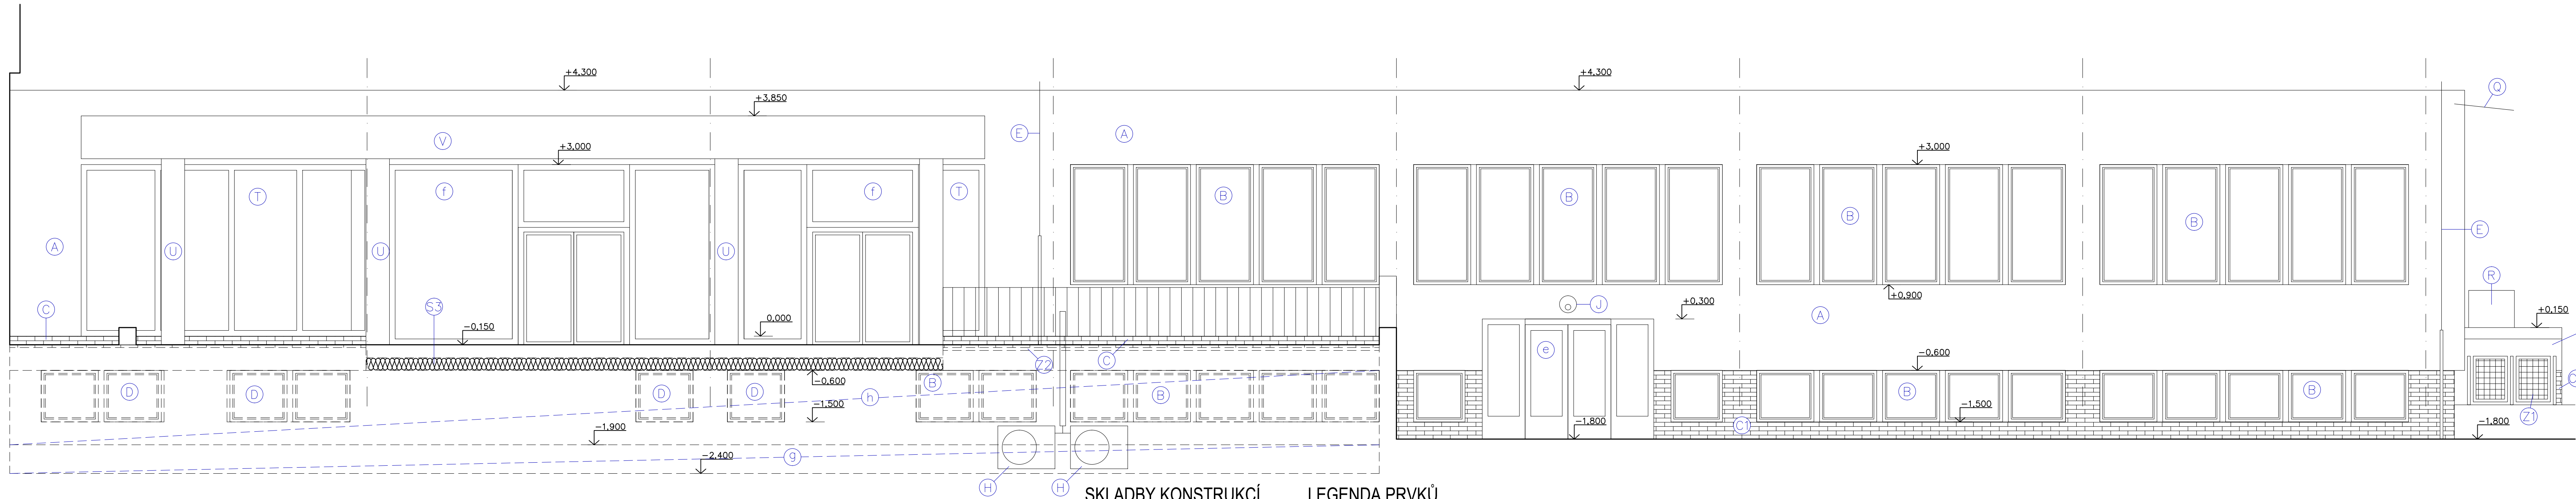 +4,300
+4,300
Q
+3,850
E
A
V
+3,000
+3,000
f
f
T
T
B
B
B
B
A
U
U
U
E
R
C
S3
J
+0,900
+0,300
A
+0,150
0,000
-0,150
e
Z2
C
-0,600
-0,600
D
D
D
D
B
h
B
B
B
-1,500
-1,500
Z1
-1,900
C1
-1,800
-1,800
-2,400
g
H
H
SKLADBY KONSTRUKCÍ LEGENDA PRVKŮ